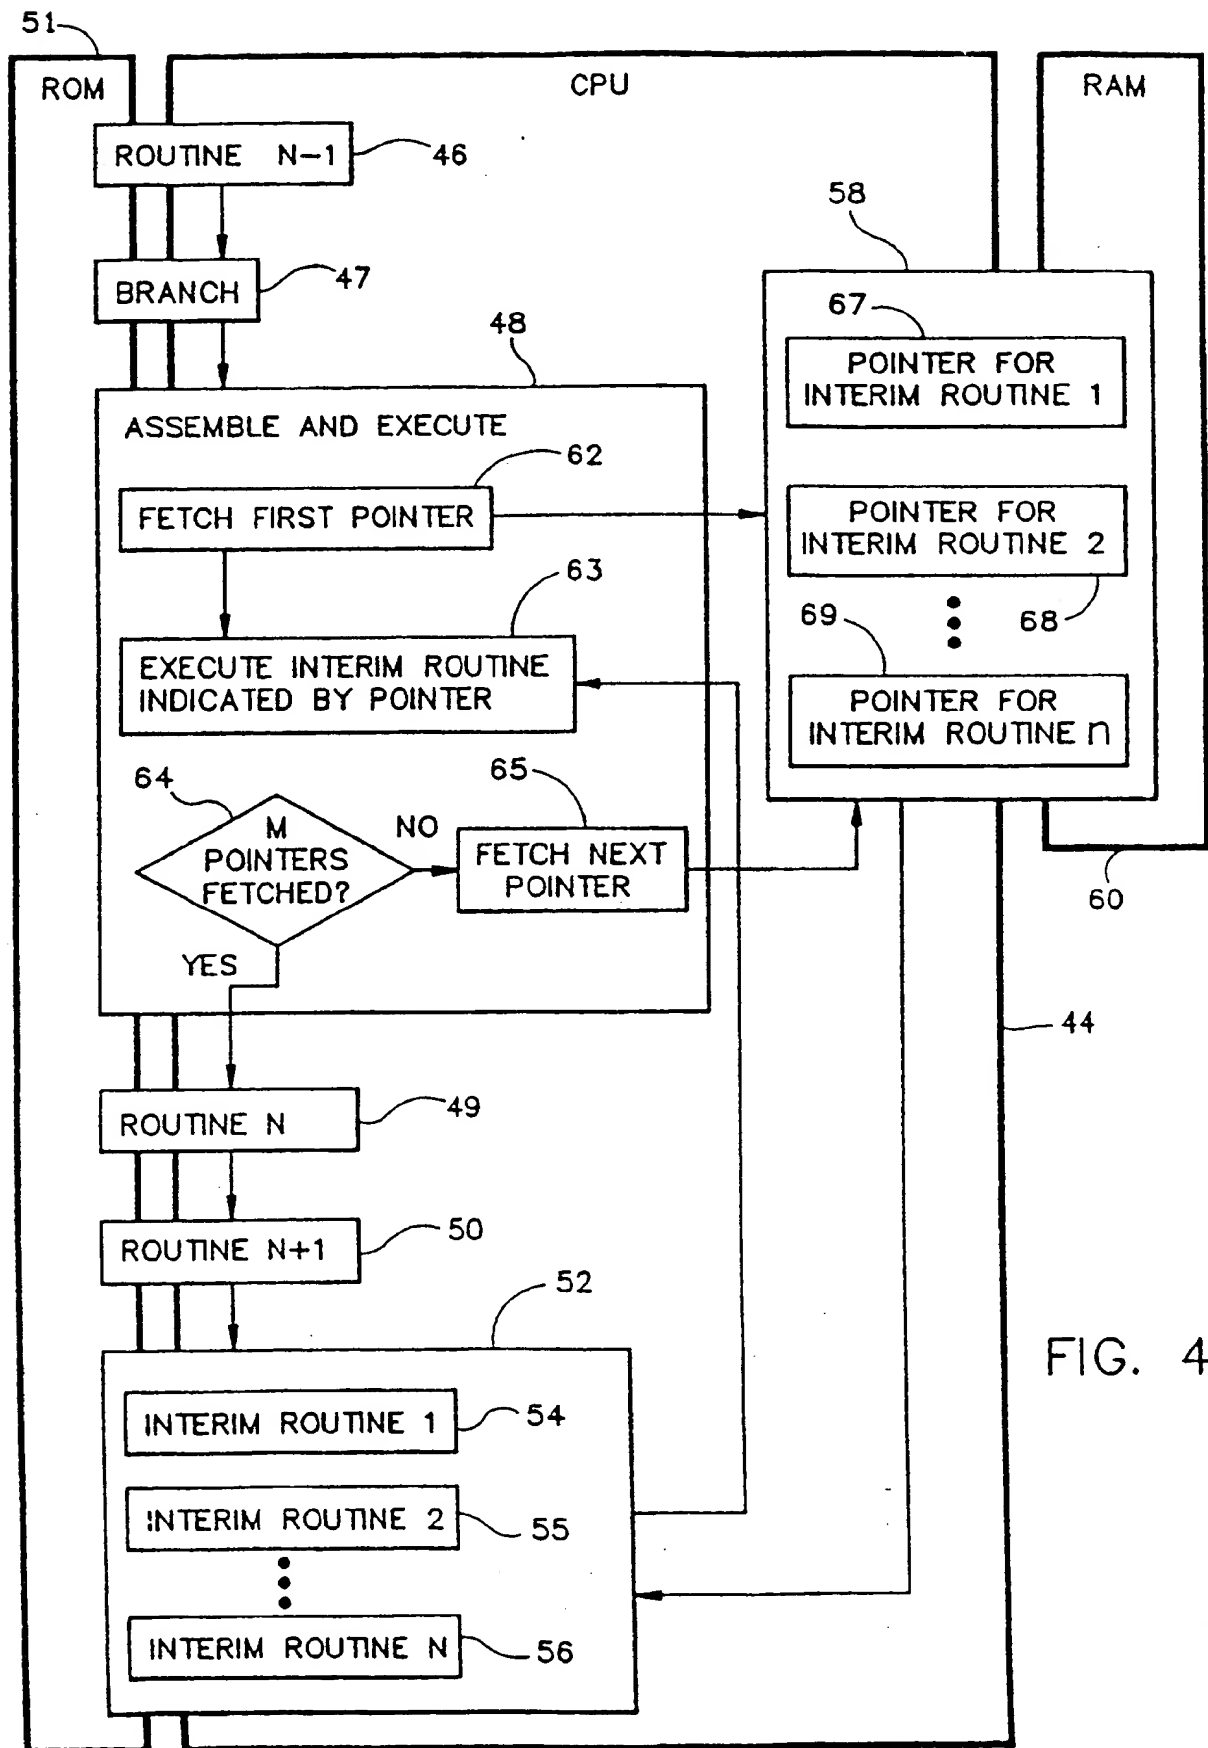 51
ROM
CPU
RAM
ROUTINE N-1
46
BRANCH
47
58
48
67
POINTER FOR
INTERIM ROUTINE 1
ASSEMBLE AND EXECUTE
62
FETCH FIRST POINTER
POINTER FOR
INTERIM ROUTINE 2
68
63
EXECUTE INTERIM ROUTINE
INDICATED BY POINTER
69
POINTER FOR
INTERIM ROUTINE n
64
M
POINTERS
FETCHED?
NO
65
FETCH NEXT
POINTER
60
YES
44
ROUTINE N
49
ROUTINE N+1
50
52
FIG. 4
INTERIM ROUTINE 1
54
INTERIM ROUTINE 2
55
INTERIM ROUTINE N
56